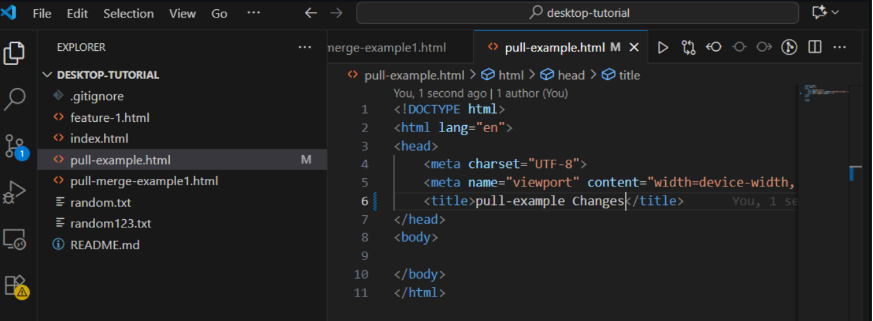 File Edit Selection View Go ··· desktop-tutorial
EXPLORER ···
DESKTOP-TUTORIAL
.gitignore
feature-1.html
index.html
pull-example.html M
pull-merge-example1.html
random.txt
random123.txt
README.md
1
merge-example1.html pull-example.html M
pull-example.html > html > head > title
You, 1 second ago | 1 author (You)
1 <!DOCTYPE html>
2 <html lang="en">
3 <head>
4 <meta charset="UTF-8">
5 <meta name="viewport" content="width=device-width,
6 <title>pull-example Changes</title> You, 1 se
7 </head>
8 <body>
9
10 </body>
11 </html>